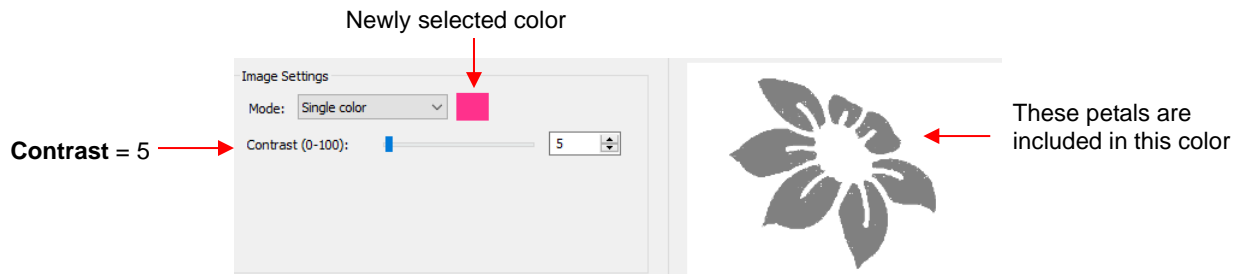 Newly selected color
Image Settings
Mode: Single color
Contrast = 5
Contrast (0-100): 5
These petals are
included in this color